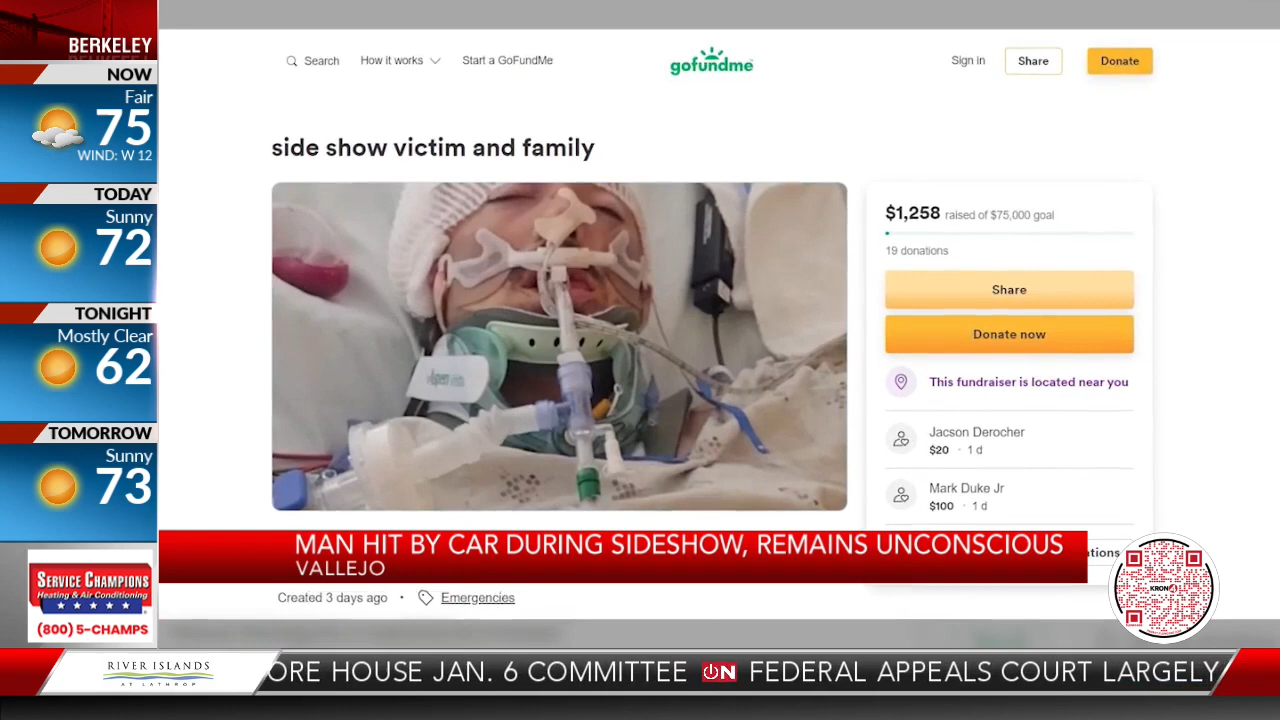 BERKELEY
NOW
Fair
75
WIND: W 12
TODAY
Sunny
72
TONIGHT
Mostly Clear
62
TOMORROW
Sunny
73
SERVICE CHAMPIONS
Heating & Air Conditioning
(800) 5-CHAMPS
Search How it works Start a GoFundMe
gofundme
Sign in Share Donate
side show victim and family
Aspen
$1,258 raised of $75,000 goal
19 donations
Share
Donate now
This fundraiser is located near you
Jacson Derocher
$20 · 1 d
Mark Duke Jr
$100 · 1 d
MAN HIT BY CAR DURING SIDESHOW, REMAINS UNCONSCIOUS
VALLEJO
Created 3 days ago • Emergencies
KRON4
RIVER ISLANDS
AT LATHROP
ORE HOUSE JAN. 6 COMMITTEE ON FEDERAL APPEALS COURT LARGELY